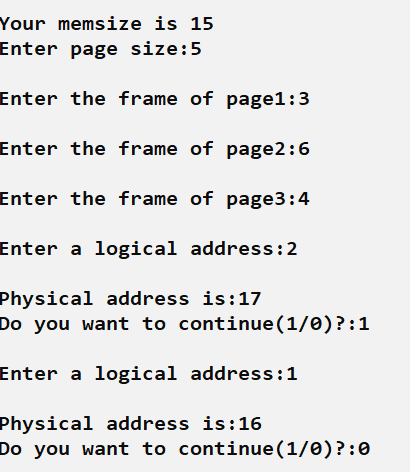 Your memsize is 15
Enter page size:5
Enter the frame of page1:3
Enter the frame of page2:6
Enter the frame of page3:4
Enter a logical address:2
Physical address is:17
Do you want to continue(1/0)?:1
Enter a logical address:1
Physical address is:16
Do you want to continue(1/0)?:0